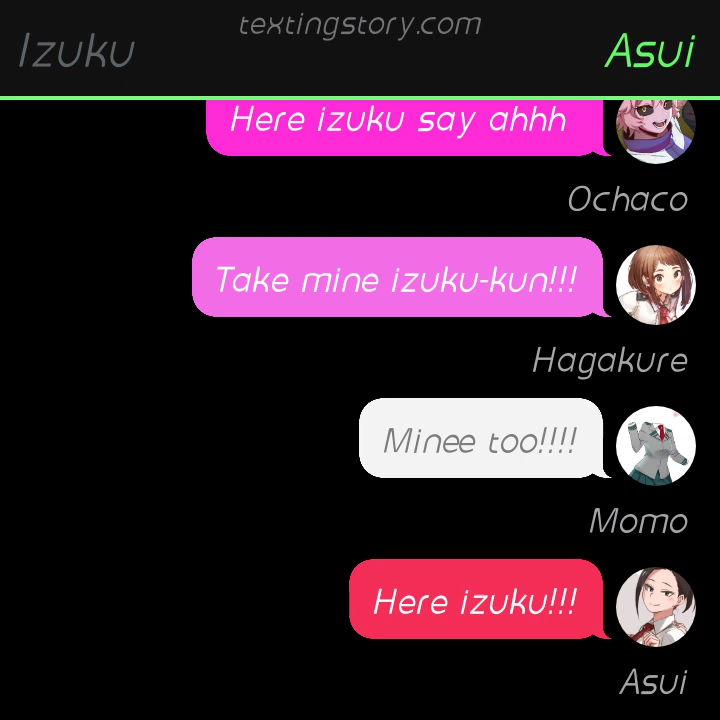 textingstory.com
Izuku
Asui
Here izuku say ahhh
Ochaco
Take mine izuku-kun!!!
Hagakure
Minee too!!!!
Momo
Here izuku!!!
Asui